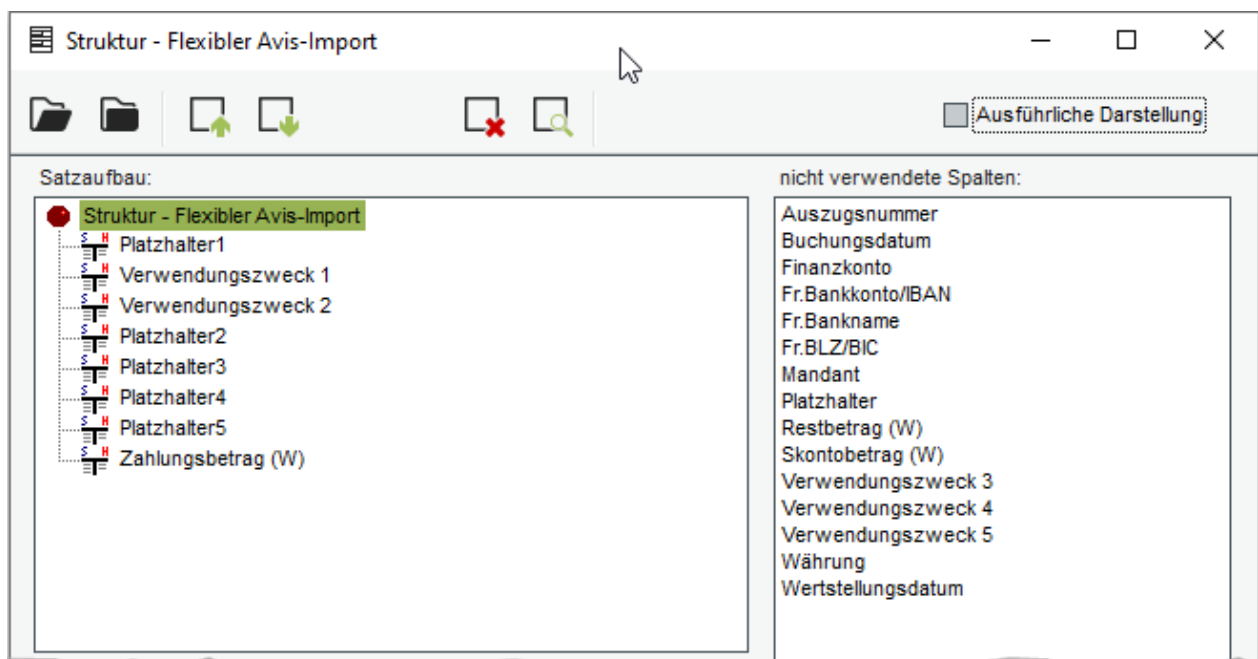 Struktur - Flexibler Avis-Import
Ausführliche Darstellung
Satzaufbau:
Struktur - Flexibler Avis-Import
Platzhalter1
Verwendungszweck 1
Verwendungszweck 2
Platzhalter2
Platzhalter3
Platzhalter4
Platzhalter5
Zahlungsbetrag (W)
nicht verwendete Spalten:
Auszugsnummer
Buchungsdatum
Finanzkonto
Fr.Bankkonto/IBAN
Fr.Bankname
Fr.BLZ/BIC
Mandant
Platzhalter
Restbetrag (W)
Skontobetrag (W)
Verwendungszweck 3
Verwendungszweck 4
Verwendungszweck 5
Währung
Wertstellungsdatum